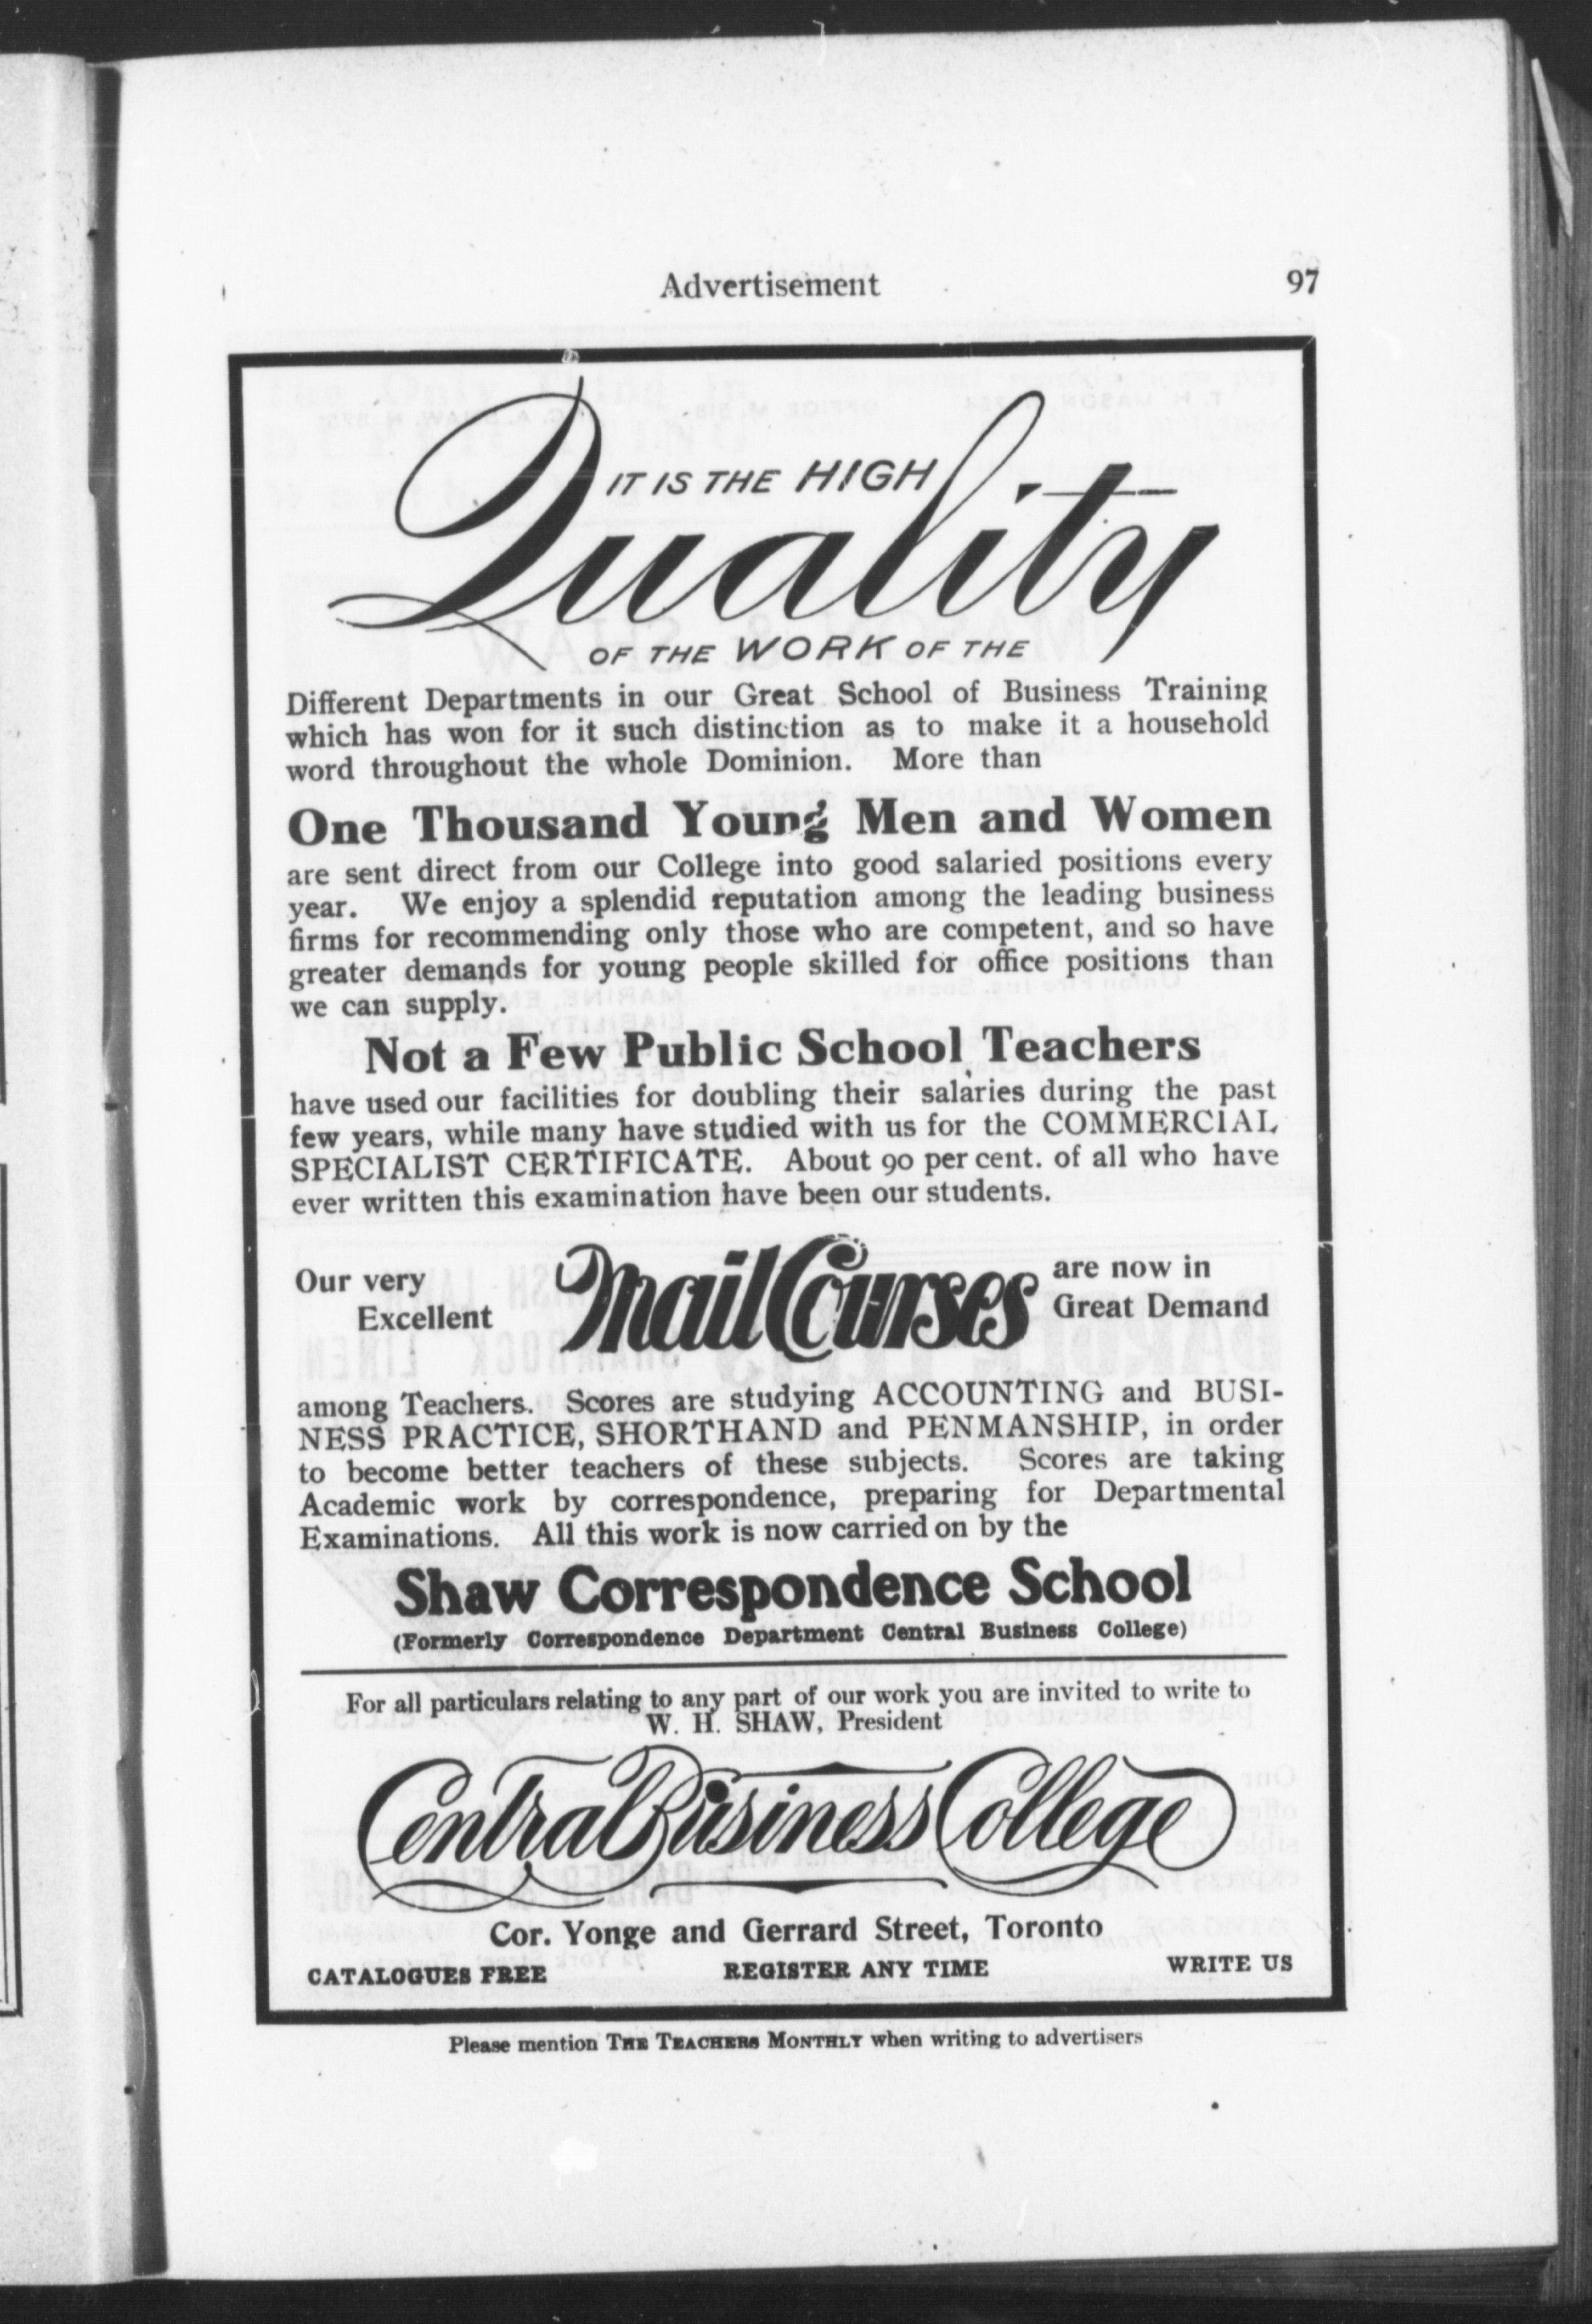 Advertisement 97
IT IS THE HIGH
Quality
OF THE WORK OF THE
Different Departments in our Great School of Business Training
which has won for it such distinction as to make it a household
word throughout the whole Dominion. More than
One Thousand Young Men and Women
are sent direct from our College into good salaried positions every
year. We enjoy a splendid reputation among the leading business
firms for recommending only those who are competent, and so have
greater demands for young people skilled for office positions than
we can supply.
Not a Few Public School Teachers
have used our facilities for doubling their salaries during the past
few years, while many have studied with us for the COMMERCIAL
SPECIALIST CERTIFICATE. About 90 per cent. of all who have
ever written this examination have been our students.
Our very
Excellent
Mail Courses
are now in
Great Demand
among Teachers. Scores are studying ACCOUNTING and BUSI-
NESS PRACTICE, SHORTHAND and PENMANSHIP, in order
to become better teachers of these subjects. Scores are taking
Academic work by correspondence, preparing for Departmental
Examinations. All this work is now carried on by the
Shaw Correspondence School
(Formerly Correspondence Department Central Business College)
For all particulars relating to any part of our work you are invited to write to
W. H. SHAW, President
Central Business College
Cor. Yonge and Gerrard Street, Toronto
CATALOGUES FREE REGISTER ANY TIME WRITE US
Please mention THE TEACHERS MONTHLY when writing to advertisers